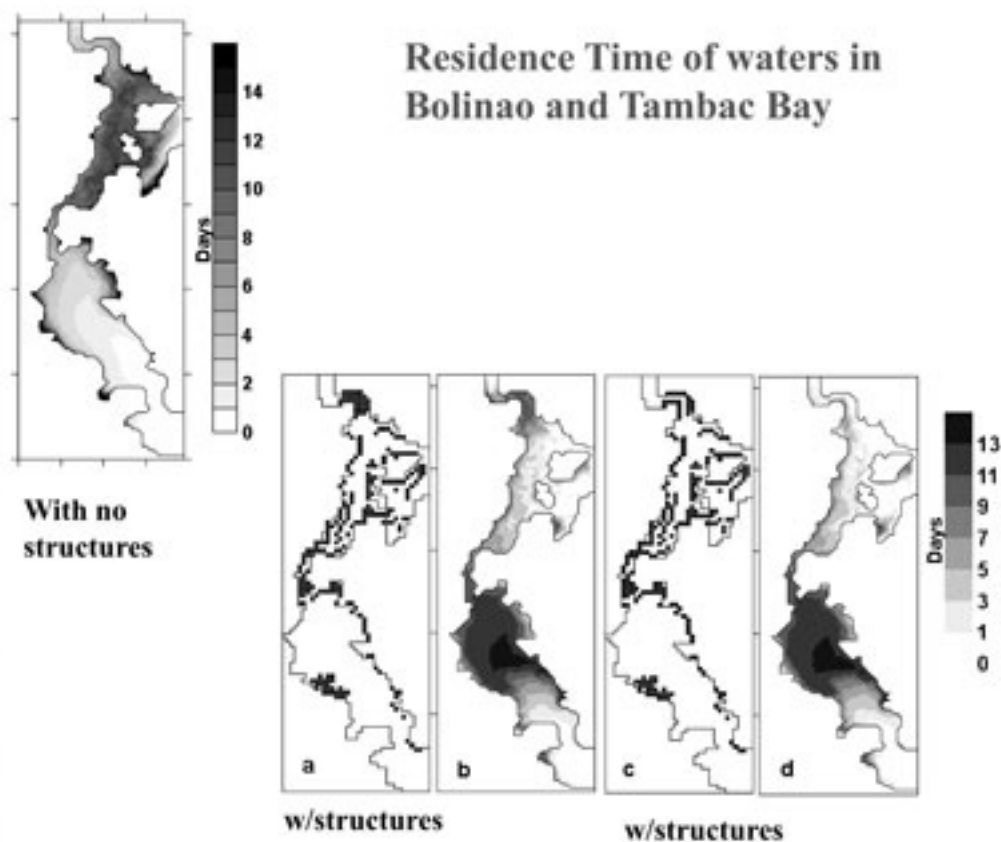 Residence Time of waters in
Bolinao and Tambac Bay
14
12
10
8
6
4
2
0
Days
With no
structures
a
b
c
d
13
11
9
7
5
3
1
0
Days
w/structures
w/structures